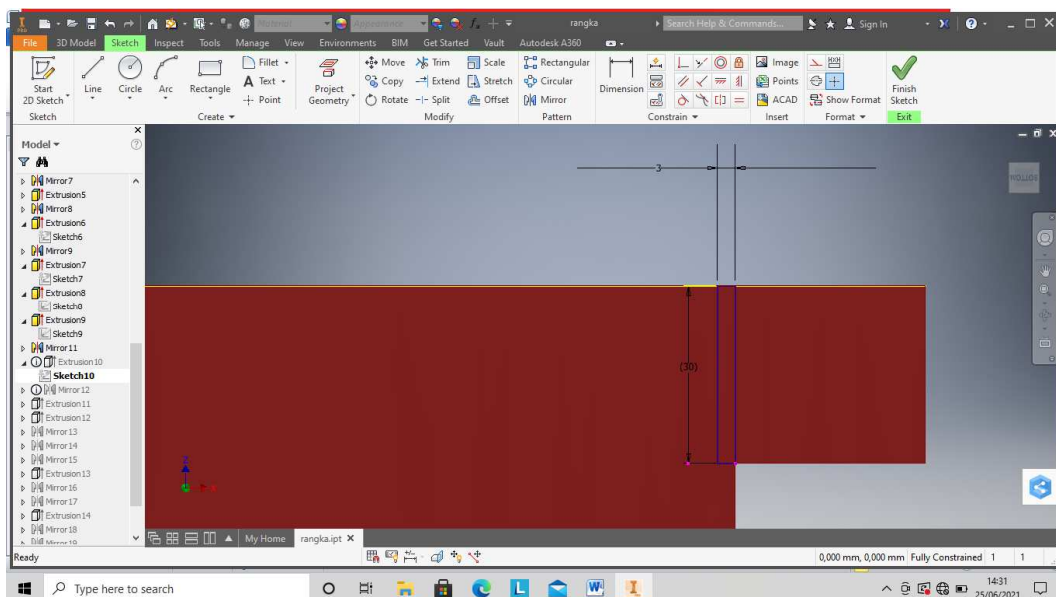 rangka
Search Help & Commands...
Sign In
File 3D Model Sketch Inspect Tools Manage View Environments BIM Get Started Vault Autodesk A360
Start
2D Sketch
Line
Circle
Arc
Rectangle
Fillet
Text
Point
Project
Geometry
Move
Copy
Rotate
Trim
Extend
Split
Scale
Stretch
Offset
Rectangular
Circular
Mirror
Dimension
Image
Points
ACAD
Show Format
Finish
Sketch
Sketch Create Modify Pattern Constrain Insert Format Exit
Model
Mirror7
Extrusion5
Mirror8
Extrusion6
Sketch6
Mirror9
Extrusion7
Sketch7
Extrusion8
Sketch8
Extrusion9
Sketch9
Mirror11
Extrusion10
Sketch10
Mirror12
Extrusion11
Extrusion12
Mirror13
Mirror14
Mirror15
Extrusion13
Mirror16
Mirror17
Extrusion14
Mirror18
Mirror19
3
(30)
BOTTOM
Z
My Home rangka.ipt
Ready
0,000 mm, 0,000 mm Fully Constrained 1 1
Type here to search
14:31
25/06/2021